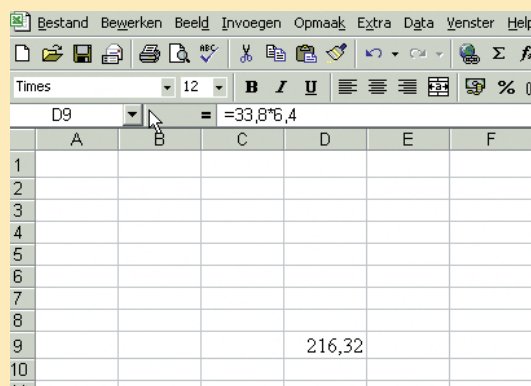 Bestand Bewerken Beeld Invoegen Opmaak Extra Data Venster Help
Times 12 B I U %
D9 = =33,8*6,4
A B C D E F
1
2
3
4
5
6
7
8
9 216,32
10